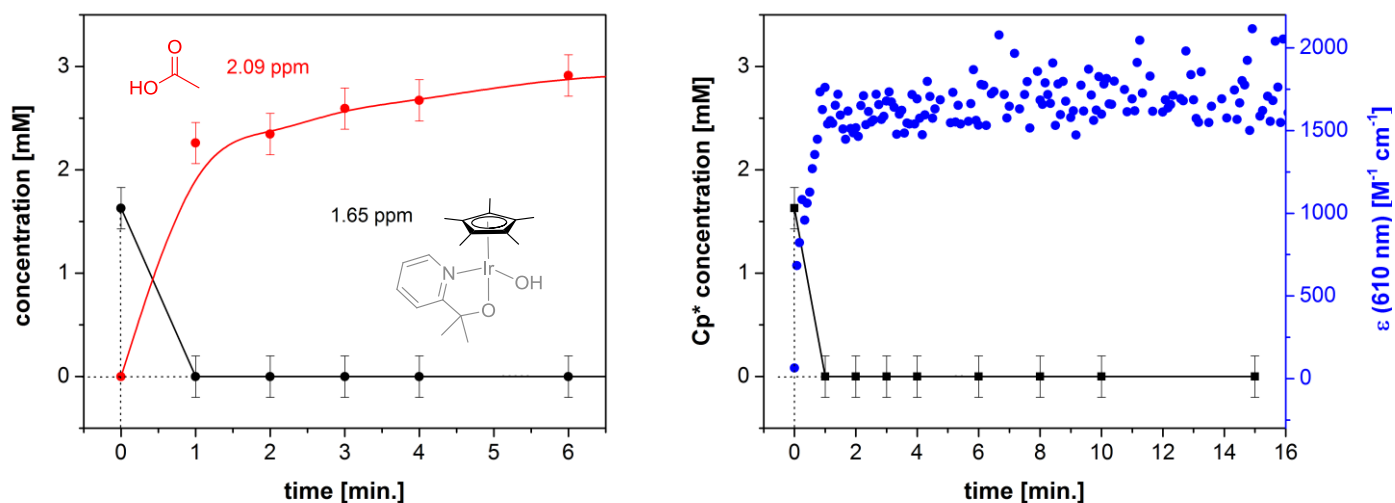 concentration [mM]
3
2
1
0
O
HO
2.09 ppm
1.65 ppm
N
Ir
OH
O
0 1 2 3 4 5 6
time [min.]
Cp* concentration [mM]
3
2
1
0
2000
1500
1000
500
0
ε (610 nm) [M⁻¹ cm⁻¹]
0 2 4 6 8 10 12 14 16
time [min.]